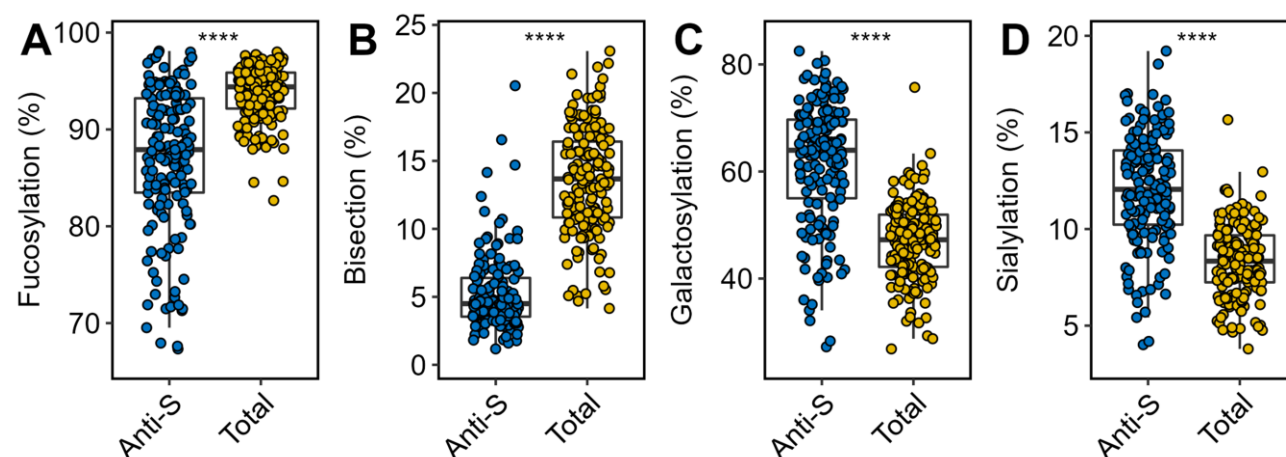 A
Fucosylation (%)
100
90
80
70
****
Anti-S
Total
B
Bisection (%)
25
20
15
10
5
0
****
Anti-S
Total
C
Galactosylation (%)
80
60
40
****
Anti-S
Total
D
Sialylation (%)
20
15
10
5
****
Anti-S
Total